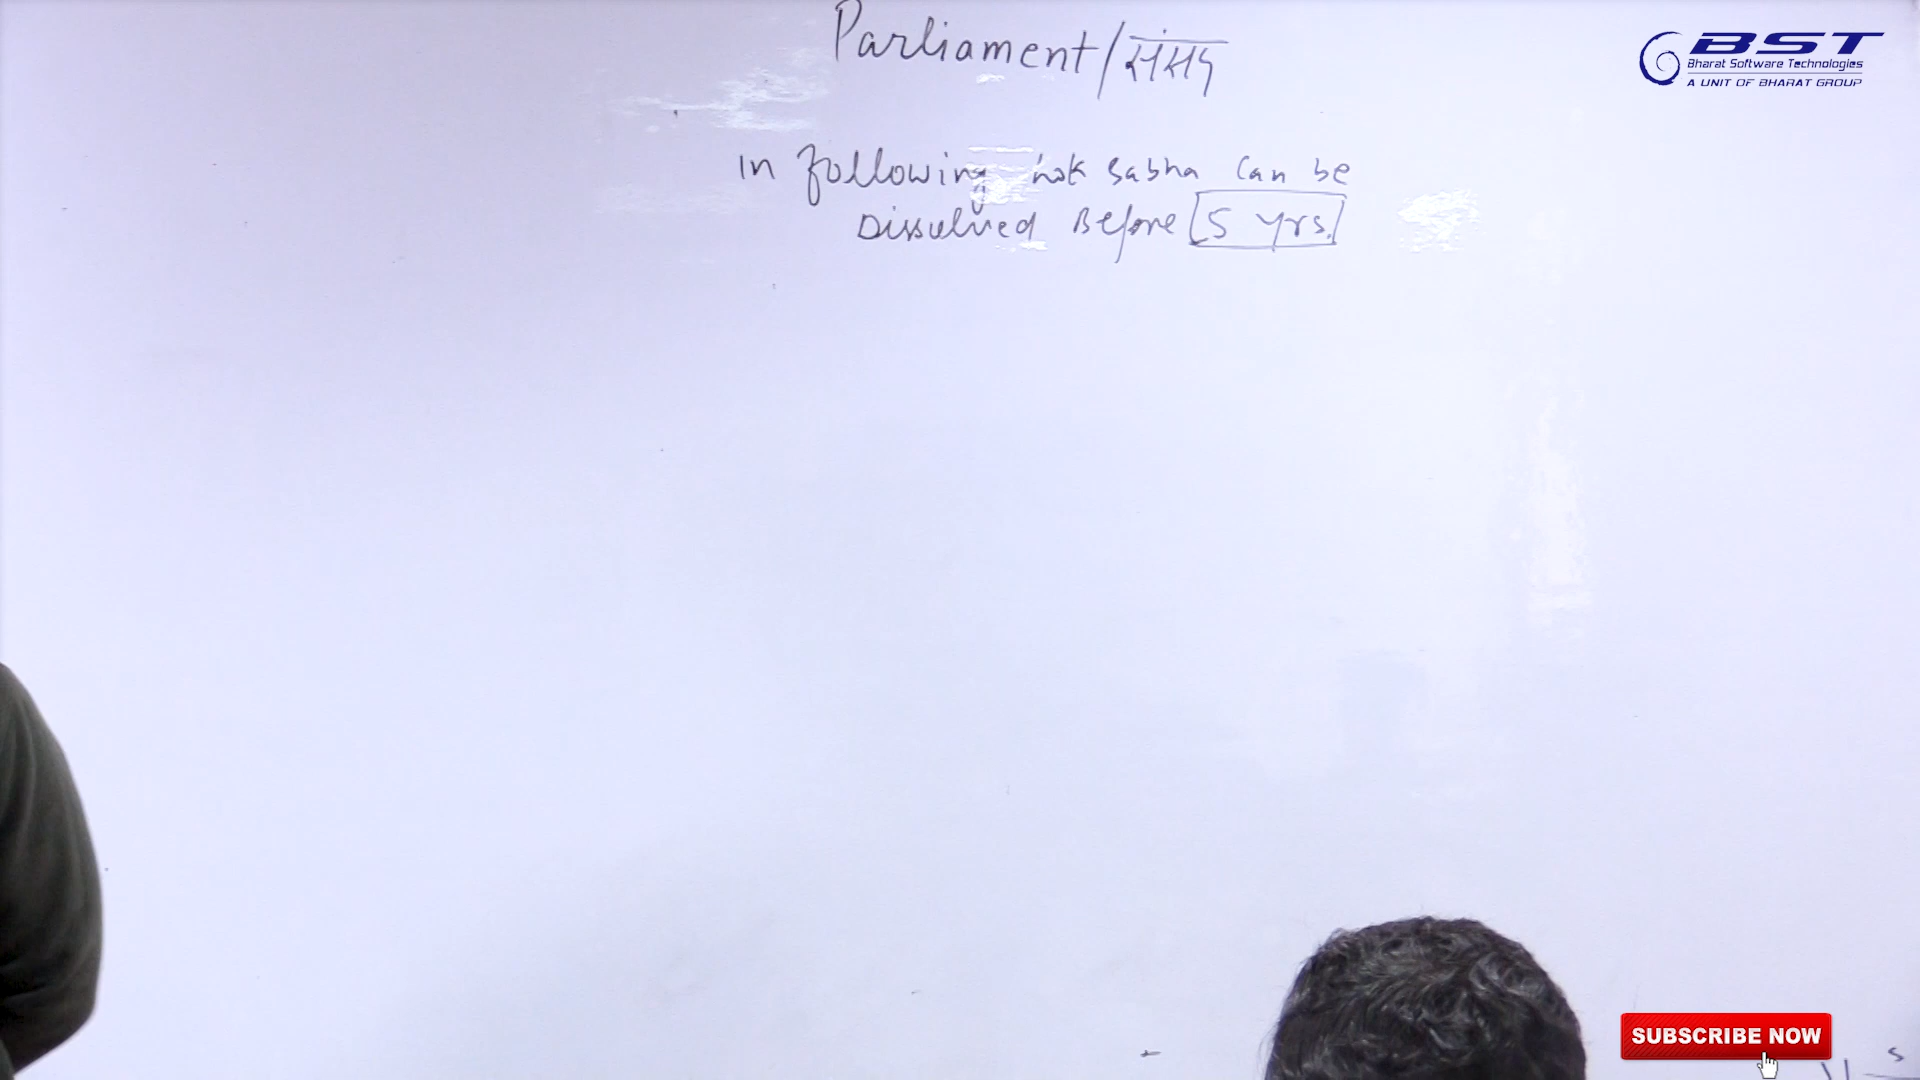 Parliament/संसद
In following Lok Sabha Can be
Dissolved Before 5 yrs.
BST
Bharat Software Technologies
A UNIT OF BHARAT GROUP
SUBSCRIBE NOW